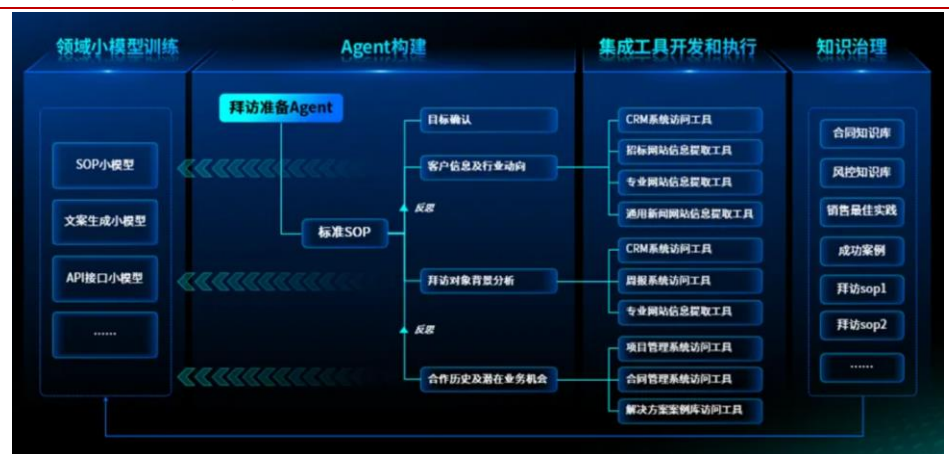 领域小模型训练
Agent构建
集成工具开发和执行
知识治理
SOP小模型
文案生成小模型
API接口小模型
……
拜访准备Agent
标准SOP
目标确认
客户信息及行业动向
反思
拜访对象背景分析
反思
合作历史及潜在业务机会
CRM系统访问工具
招标网站信息提取工具
专业网站信息提取工具
通用新闻网站信息提取工具
CRM系统访问工具
周报系统访问工具
专业网站信息提取工具
项目管理系统访问工具
合同管理系统访问工具
解决方案案例库访问工具
合同知识库
风控知识库
销售最佳实践
成功案例
拜访sop1
拜访sop2
……